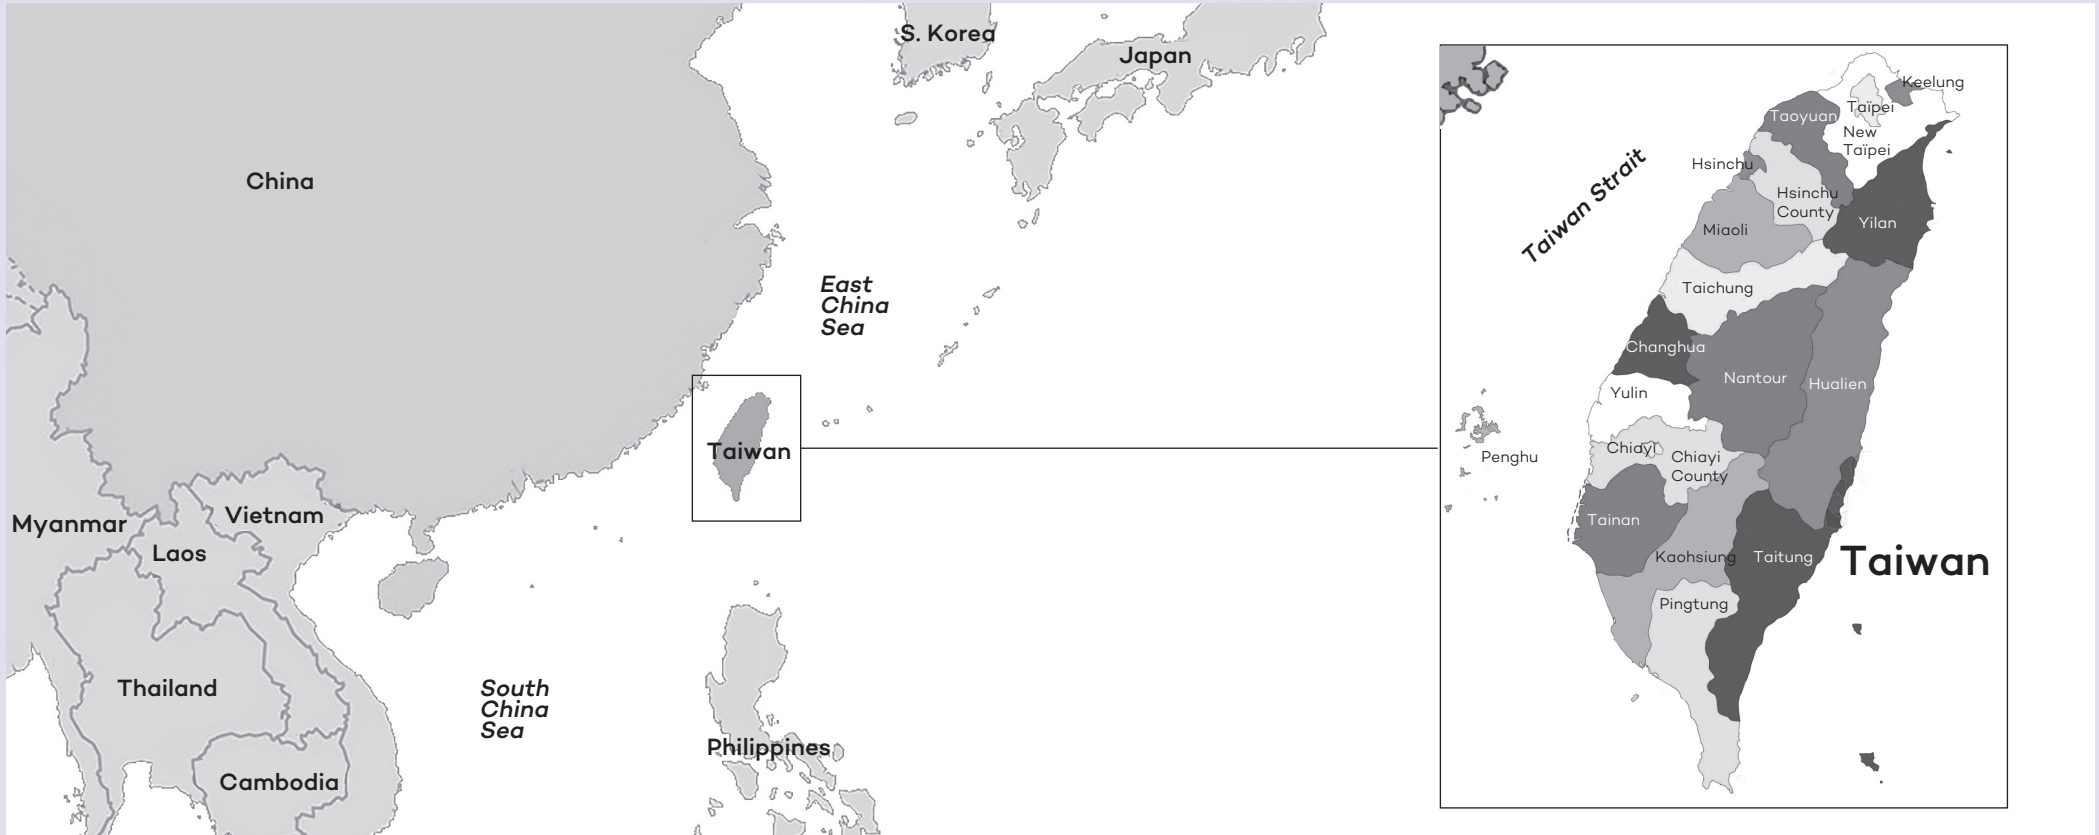 S. Korea
Japan
China
East
China
Sea
Taiwan
Myanmar
Vietnam
Laos
Thailand
South
China
Sea
Philippines
Cambodia
Keelung
Taïpei
Taoyuan
New
Taïpei
Taiwan Strait
Hsinchu
Hsinchu
County
Yilan
Miaoli
Taichung
Changhua
Nantour
Hualien
Yulin
Chiayi
Chiayi
County
Penghu
Tainan
Kaohsiung
Taitung
Taiwan
Pingtung